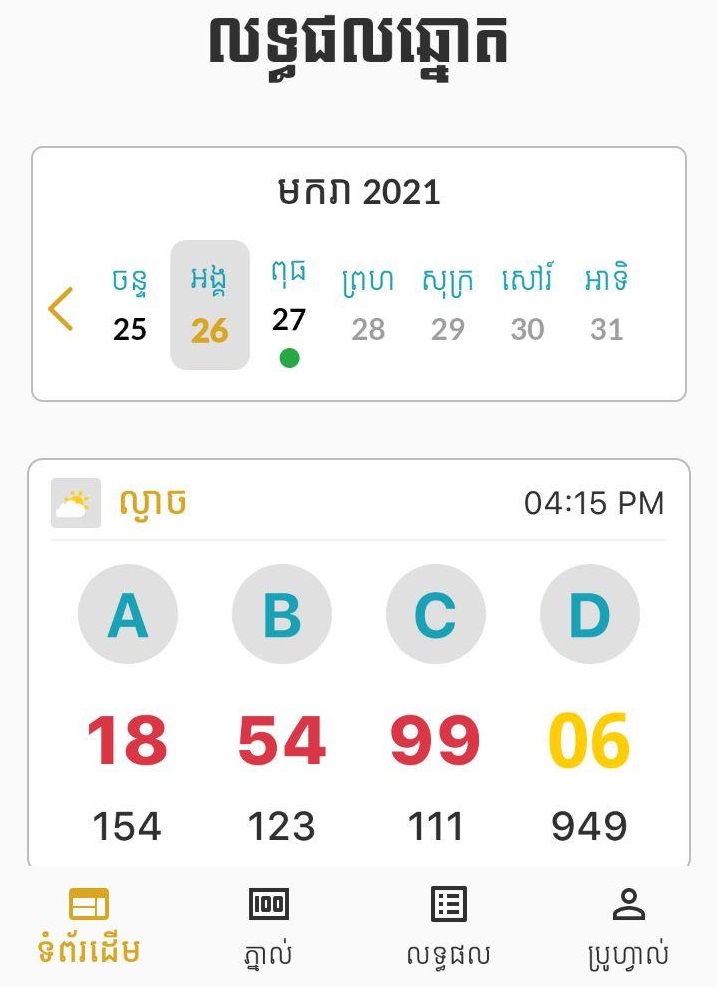 លទ្ធផលឆ្នោត
មករា 2021
ចន្ទ អង្គ ពុធ ព្រហ សុក្រ សៅរ៍ អាទិ
25 26 27 28 29 30 31
ល្ងាច 04:15 PM
A B C D
18 54 99 06
154 123 111 949
100
ទំព័រដើម ភ្នាល់ លទ្ធផល ប្រូហ្វាល់